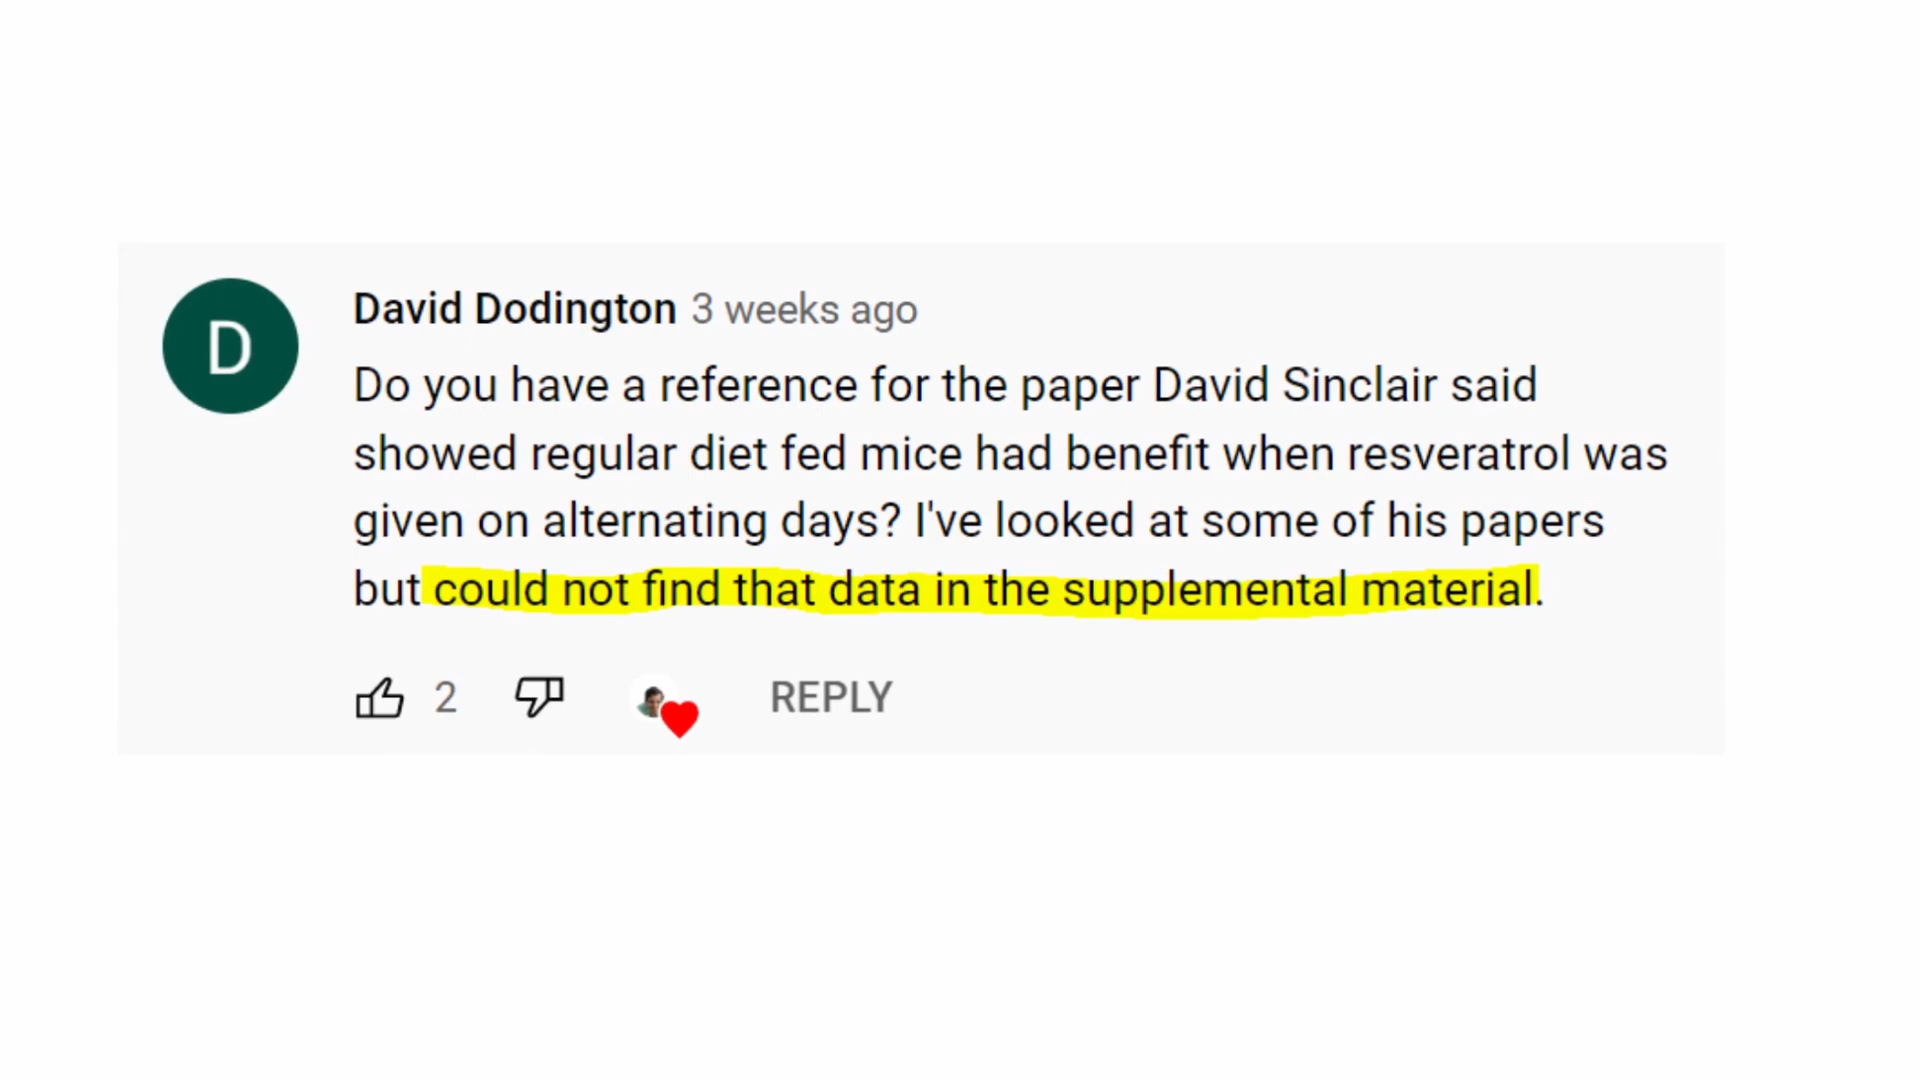 D
David Dodington 3 weeks ago
Do you have a reference for the paper David Sinclair said
showed regular diet fed mice had benefit when resveratrol was
given on alternating days? I've looked at some of his papers
but could not find that data in the supplemental material.
2 REPLY